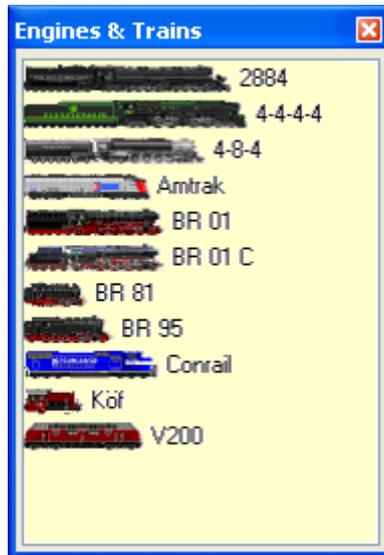 Engines & Trains
2884
4-4-4-4
4-8-4
Amtrak
BR 01
BR 01 C
BR 81
BR 95
Conrail
Köf
V200